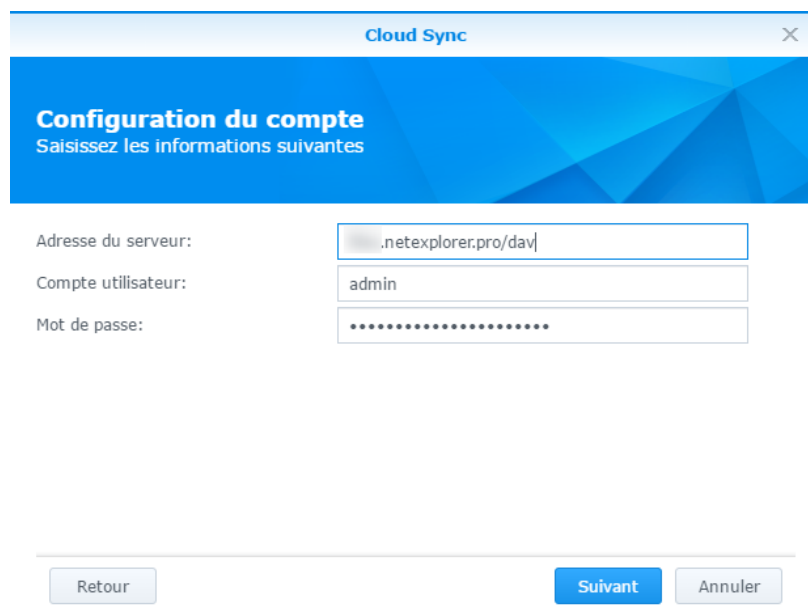 Cloud Sync
Configuration du compte
Saisissez les informations suivantes
Adresse du serveur: .netexplorer.pro/dav
Compte utilisateur: admin
Mot de passe: ••••••••••••••••••••••
Retour Suivant Annuler